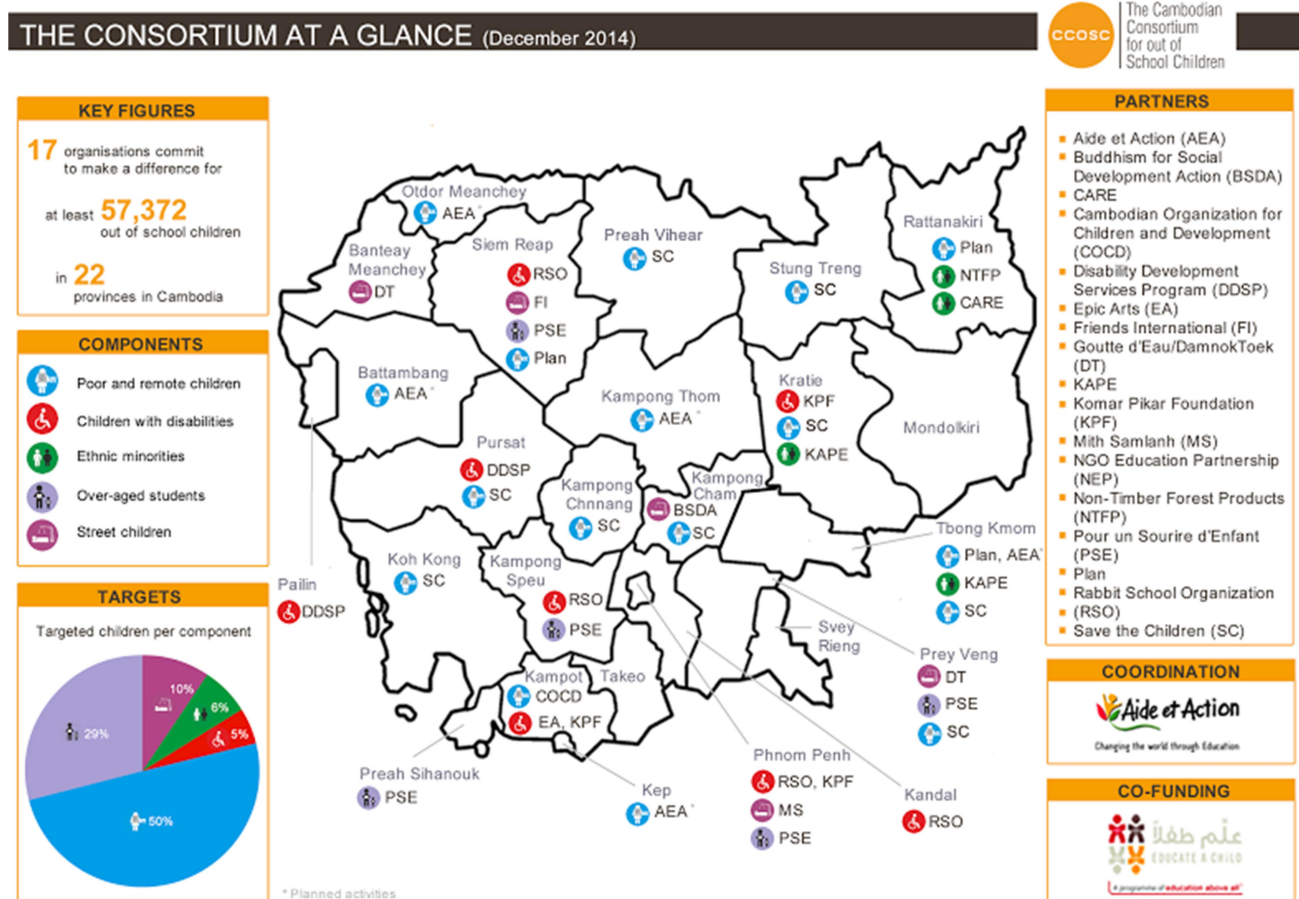 THE CONSORTIUM AT A GLANCE (December 2014)
CCOSC
The Cambodian
Consortium
for out of
School Children
KEY FIGURES
17 organisations commit
to make a difference for
at least 57,372
out of school children
in 22
provinces in Cambodia
COMPONENTS
Poor and remote children
Children with disabilities
Ethnic minorities
Over-aged students
Street children
TARGETS
Targeted children per component
10%
6%
5%
29%
50%
Otdor Meanchey
AEA*
Banteay
Meanchey
DT
Siem Reap
RSO
FI
PSE
Plan
Preah Vihear
SC
Stung Treng
SC
Rattanakiri
Plan
NTFP
CARE
Battambang
AEA*
Kampong Thom
AEA*
Kratie
KPF
SC
KAPE
Mondolkiri
Pursat
DDSP
SC
Kampong
Chnnang
SC
Kampong
Cham
BSDA
SC
Tbong Kmom
Plan, AEA*
KAPE
SC
Pailin
DDSP
Koh Kong
SC
Kampong
Speu
RSO
PSE
Svey
Rieng
Prey Veng
DT
PSE
SC
Kampot
COCD
EA, KPF
Takeo
Preah Sihanouk
PSE
Kep
AEA*
Phnom Penh
RSO, KPF
MS
PSE
Kandal
RSO
* Planned activities
PARTNERS
Aide et Action (AEA)
Buddhism for Social
Development Action (BSDA)
CARE
Cambodian Organization for
Children and Development
(COCD)
Disability Development
Services Program (DDSP)
Epic Arts (EA)
Friends International (FI)
Goutte d'Eau/DamnokToek
(DT)
KAPE
Komar Pikar Foundation
(KPF)
Mith Samlanh (MS)
NGO Education Partnership
(NEP)
Non-Timber Forest Products
(NTFP)
Pour un Sourire d'Enfant
(PSE)
Plan
Rabbit School Organization
(RSO)
Save the Children (SC)
COORDINATION
Aide et Action
Changing the world through Education
CO-FUNDING
علّم طفلاً
EDUCATE A CHILD
A programme of education above all